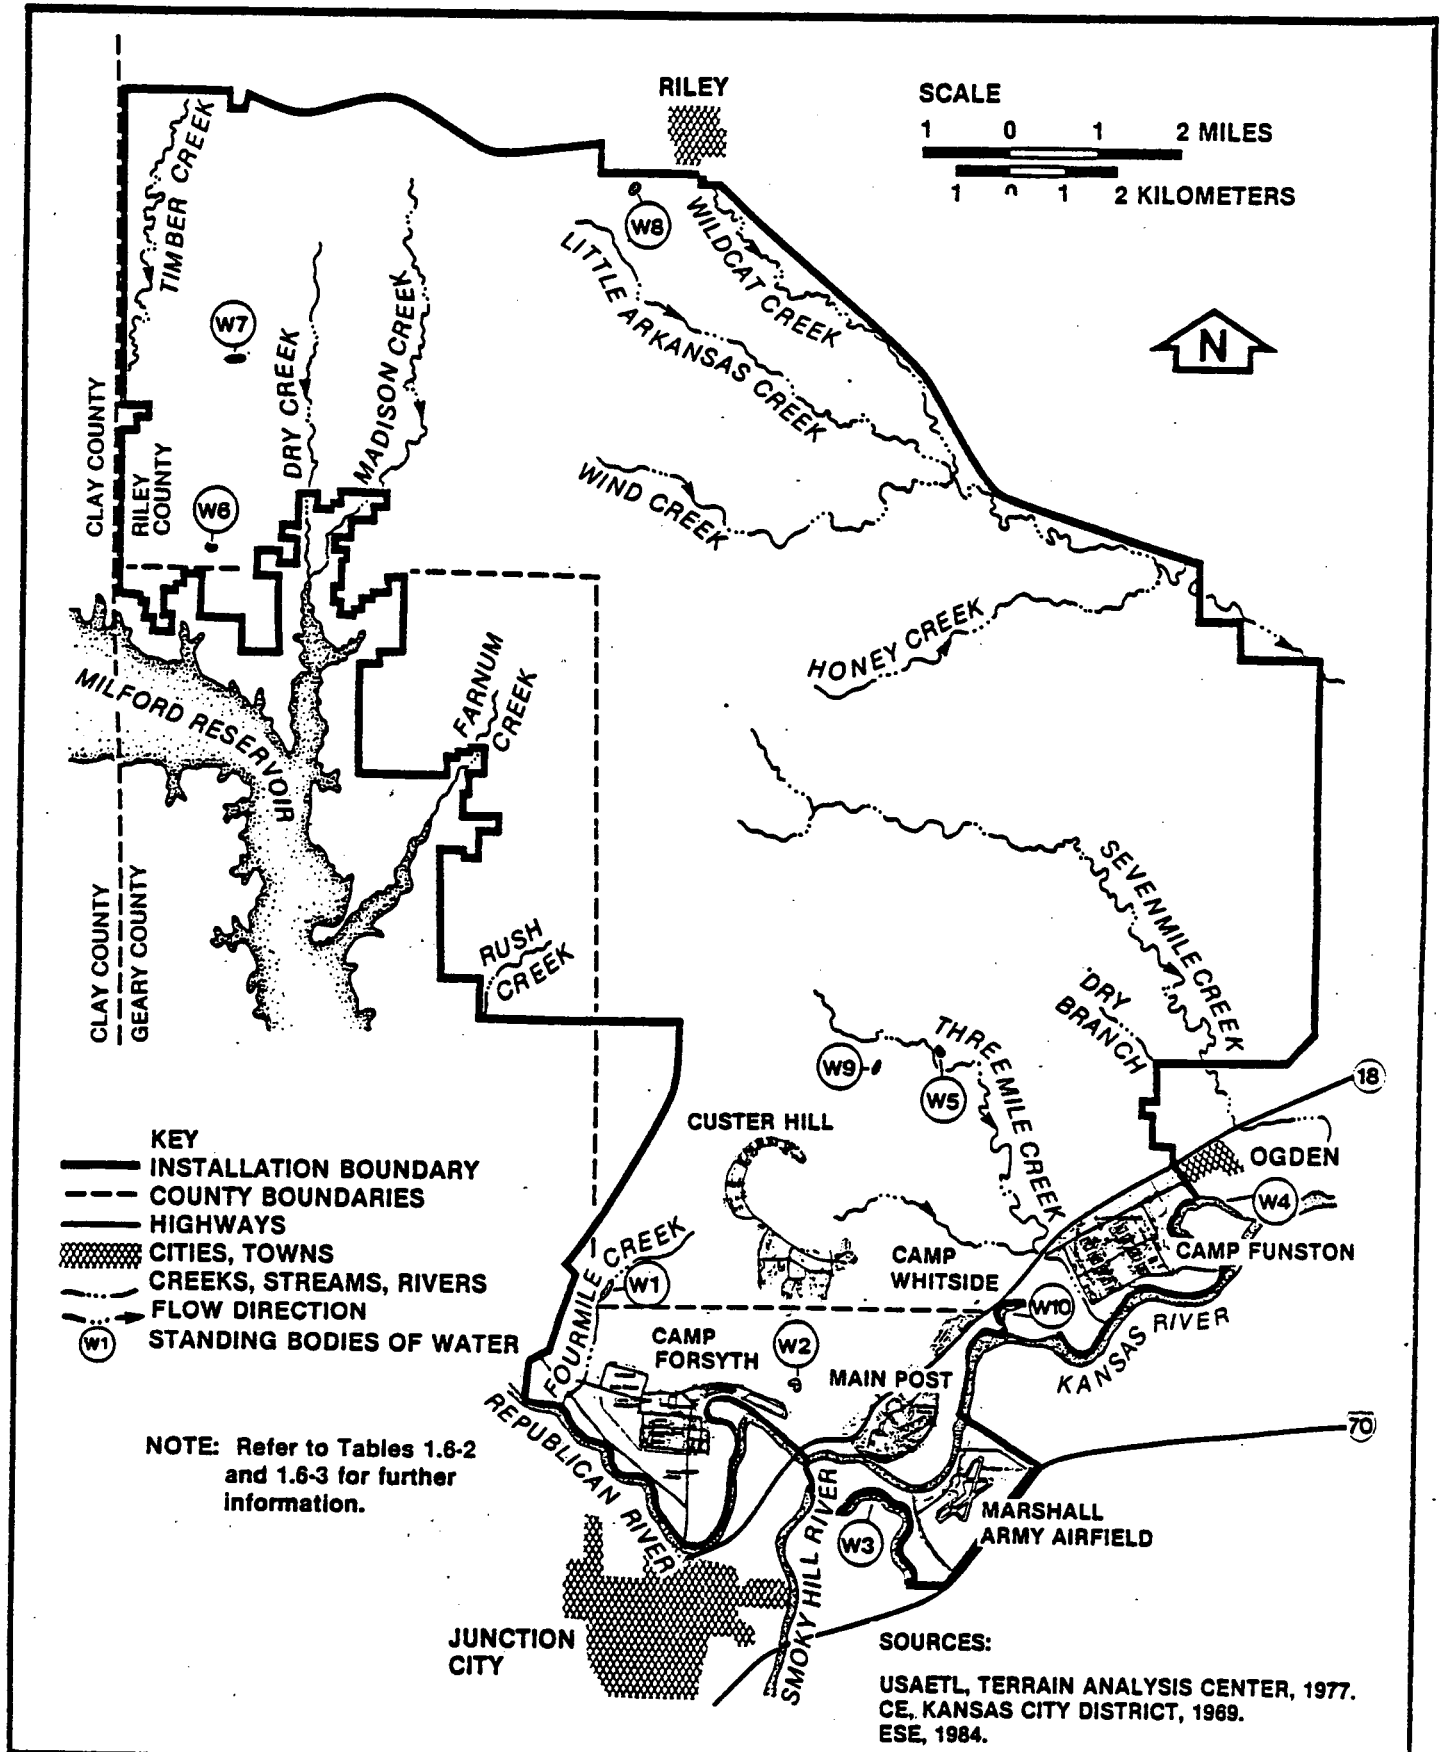 RILEY
SCALE
1 0 1 2 MILES
1 0 1 2 KILOMETERS
TIMBER CREEK
W8
WILDCAT CREEK
LITTLE ARKANSAS CREEK
N
W7
DRY CREEK
MADISON CREEK
CLAY COUNTY
RILEY
COUNTY
W6
WIND CREEK
HONEY CREEK
FARNUM
CREEK
MILFORD RESERVOIR
SEVENMILE CREEK
CLAY COUNTY
GEARY COUNTY
RUSH
CREEK
DRY
BRANCH
THREEMILE CREEK
W9
W5
18
CUSTER HILL
OGDEN
W4
KEY
INSTALLATION BOUNDARY
COUNTY BOUNDARIES
HIGHWAYS
CITIES, TOWNS
CREEKS, STREAMS, RIVERS
FLOW DIRECTION
W1 STANDING BODIES OF WATER
FOURMILE CREEK
W1
CAMP
WHITSIDE
CAMP FUNSTON
W10
KANSAS RIVER
CAMP
FORSYTH
W2
MAIN POST
REPUBLICAN RIVER
70
NOTE: Refer to Tables 1.6-2
and 1.6-3 for further
information.
SMOKY HILL RIVER
W3
MARSHALL
ARMY AIRFIELD
JUNCTION
CITY
SOURCES:
USAETL, TERRAIN ANALYSIS CENTER, 1977.
CE, KANSAS CITY DISTRICT, 1969.
ESE, 1984.